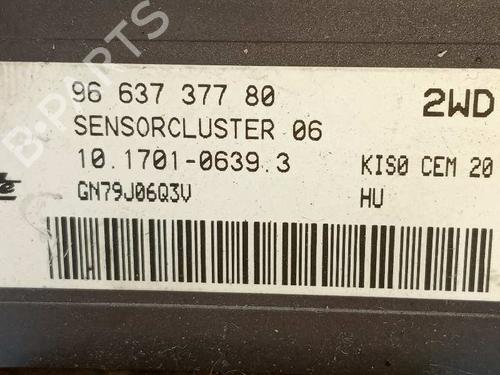 B-PARTS
96 637 377 80 2WD
SENSORCLUSTER 06
10.1701-0639.3 KIS0 CEM 20
GN79J06Q3V HU